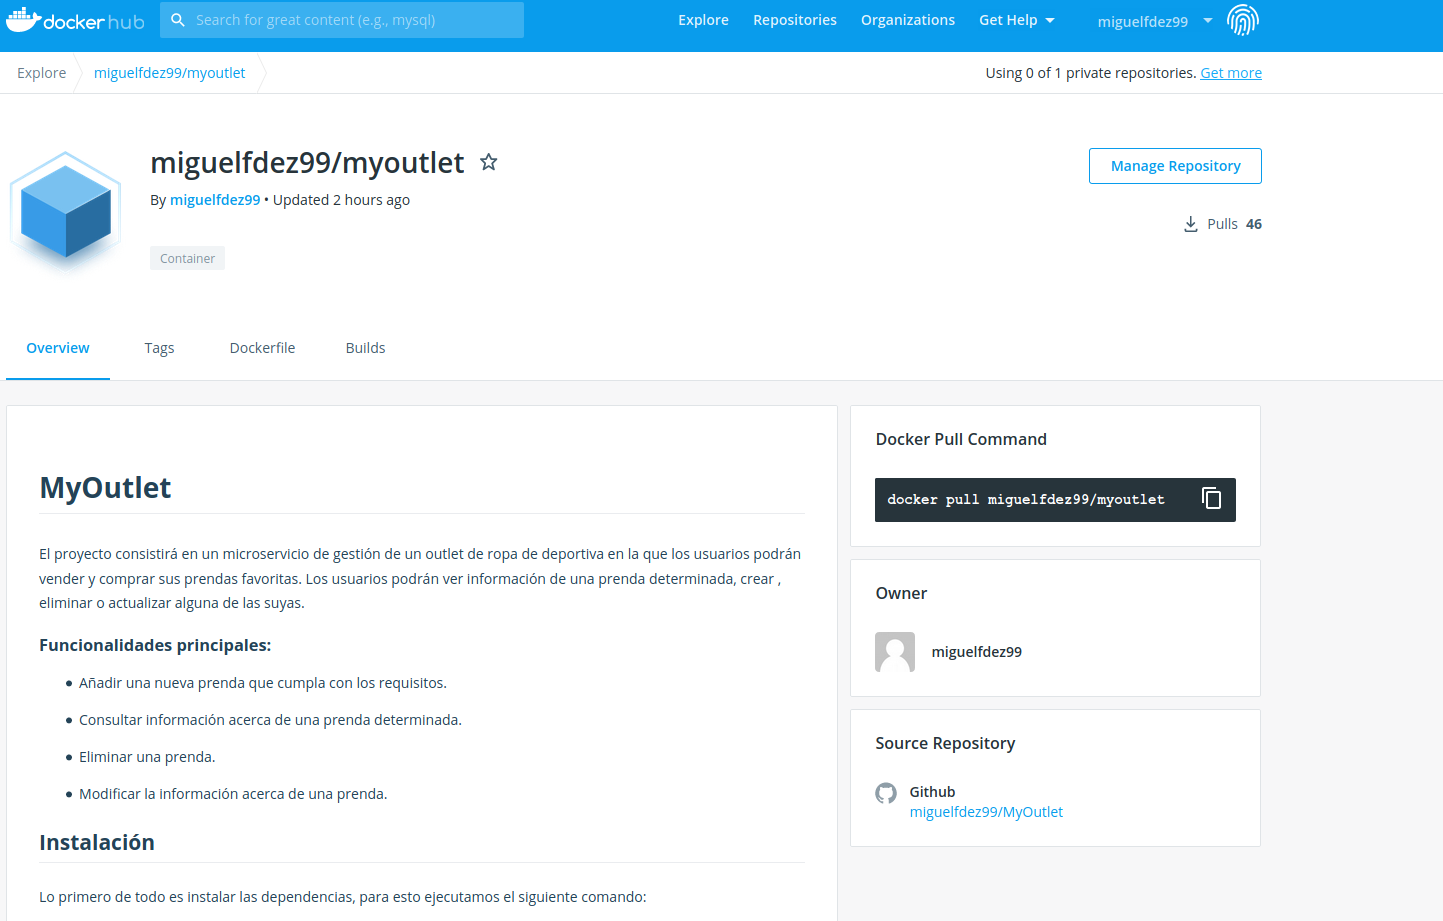 docker hub
Search for great content (e.g., mysql)
Explore
Repositories
Organizations
Get Help
miguelfdez99
Explore
miguelfdez99/myoutlet
Using 0 of 1 private repositories. Get more
miguelfdez99/myoutlet
By miguelfdez99 • Updated 2 hours ago
Container
Manage Repository
Pulls 46
Overview
Tags
Dockerfile
Builds
MyOutlet
El proyecto consistirá en un microservicio de gestión de un outlet de ropa de deportiva en la que los usuarios podrán
vender y comprar sus prendas favoritas. Los usuarios podrán ver información de una prenda determinada, crear ,
eliminar o actualizar alguna de las suyas.
Funcionalidades principales:
• Añadir una nueva prenda que cumpla con los requisitos.
• Consultar información acerca de una prenda determinada.
• Eliminar una prenda.
• Modificar la información acerca de una prenda.
Instalación
Lo primero de todo es instalar las dependencias, para esto ejecutamos el siguiente comando:
Docker Pull Command
docker pull miguelfdez99/myoutlet
Owner
miguelfdez99
Source Repository
Github
miguelfdez99/MyOutlet